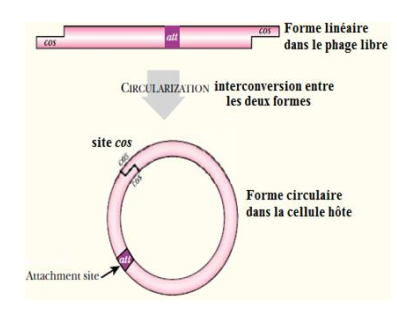 cos
att
cos
Forme linéaire
dans le phage libre
CIRCULARIZATION interconversion entre
les deux formes
site cos
cos
cos
Forme circulaire
dans la cellule hôte
att
Attachment site